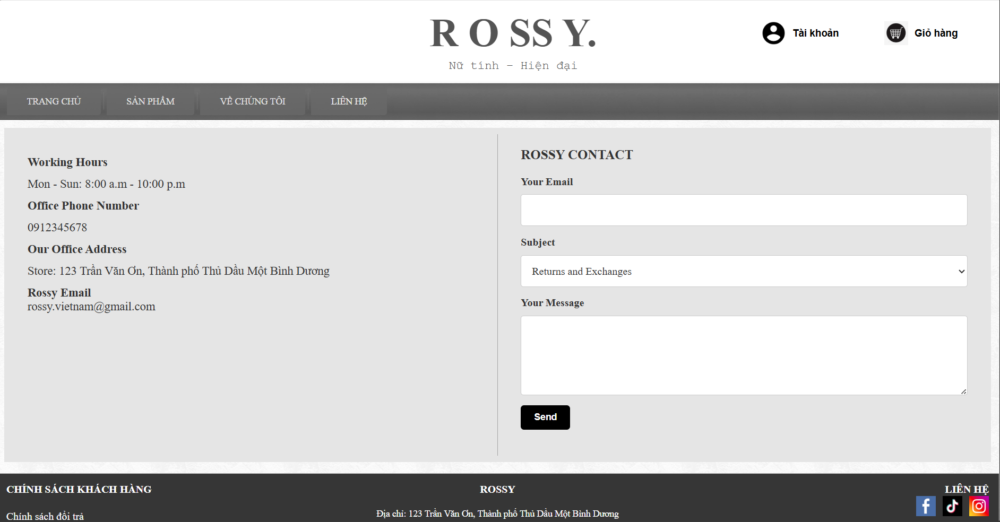 R O SS Y.
Nữ tính - Hiện đại
Tài khoản
Giỏ hàng
TRANG CHỦ
SẢN PHẨM
VỀ CHÚNG TÔI
LIÊN HỆ
Working Hours
Mon - Sun: 8:00 a.m - 10:00 p.m
Office Phone Number
0912345678
Our Office Address
Store: 123 Trần Văn Ơn, Thành phố Thủ Dầu Một Bình Dương
Rossy Email
rossy.vietnam@gmail.com
ROSSY CONTACT
Your Email
Subject
Returns and Exchanges
Your Message
Send
CHÍNH SÁCH KHÁCH HÀNG
Chính sách đổi trả
ROSSY
Địa chỉ: 123 Trần Văn Ơn, Thành phố Thủ Dầu Một Bình Dương
LIÊN HỆ